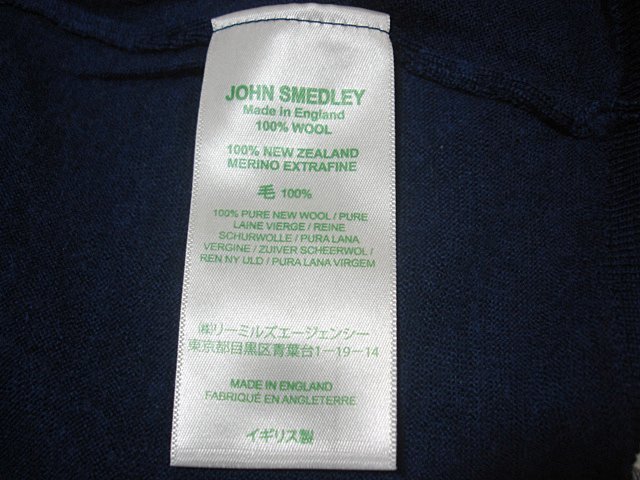 JOHN SMEDLEY
Made in England
100% WOOL
100% NEW ZEALAND
MERINO EXTRAFINE
毛 100%
100% PURE NEW WOOL / PURE
LAINE VIERGE / REINE
SCHURWOLLE / PURA LANA
VERGINE / ZUIVER SCHEERWOL /
REN NY ULD / PURA LANA VIRGEM
㈱リーミルズエージェンシー
東京都目黒区青葉台1-19-14
MADE IN ENGLAND
FABRIQUÉ EN ANGLETERRE
イギリス製